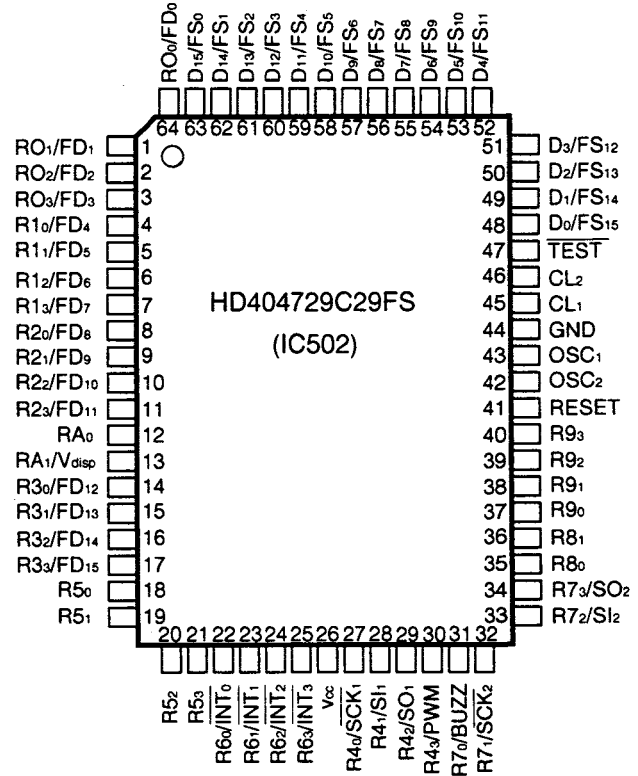 RO₀/FD₀
D₁₅/FS₀
D₁₄/FS₁
D₁₃/FS₂
D₁₂/FS₃
D₁₁/FS₄
D₁₀/FS₅
D₉/FS₆
D₈/FS₇
D₇/FS₈
D₆/FS₉
D₅/FS₁₀
D₄/FS₁₁
64 63 62 61 60 59 58 57 56 55 54 53 52
RO₁/FD₁ 1
RO₂/FD₂ 2
RO₃/FD₃ 3
R1₀/FD₄ 4
R1₁/FD₅ 5
R1₂/FD₆ 6
R1₃/FD₇ 7
R2₀/FD₈ 8
R2₁/FD₉ 9
R2₂/FD₁₀ 10
R2₃/FD₁₁ 11
RA₀ 12
RA₁/Vdisp 13
R3₀/FD₁₂ 14
R3₁/FD₁₃ 15
R3₂/FD₁₄ 16
R3₃/FD₁₅ 17
R5₀ 18
R5₁ 19
HD404729C29FS
(IC502)
51 D₃/FS₁₂
50 D₂/FS₁₃
49 D₁/FS₁₄
48 D₀/FS₁₅
47 T̅E̅S̅T̅
46 CL₂
45 CL₁
44 GND
43 OSC₁
42 OSC₂
41 RESET
40 R9₃
39 R9₂
38 R9₁
37 R9₀
36 R8₁
35 R8₀
34 R7₃/SO₂
33 R7₂/SI₂
20 21 22 23 24 25 26 27 28 29 30 31 32
R5₂
R5₃
R6₀/I̅N̅T̅₀
R6₁/I̅N̅T̅₁
R6₂/I̅N̅T̅₂
R6₃/I̅N̅T̅₃
Vcc
R4₀/S̅C̅K̅₁
R4₁/SI₁
R4₂/SO₁
R4₃/PWM
R7₀/BUZZ
R7₁/S̅C̅K̅₂